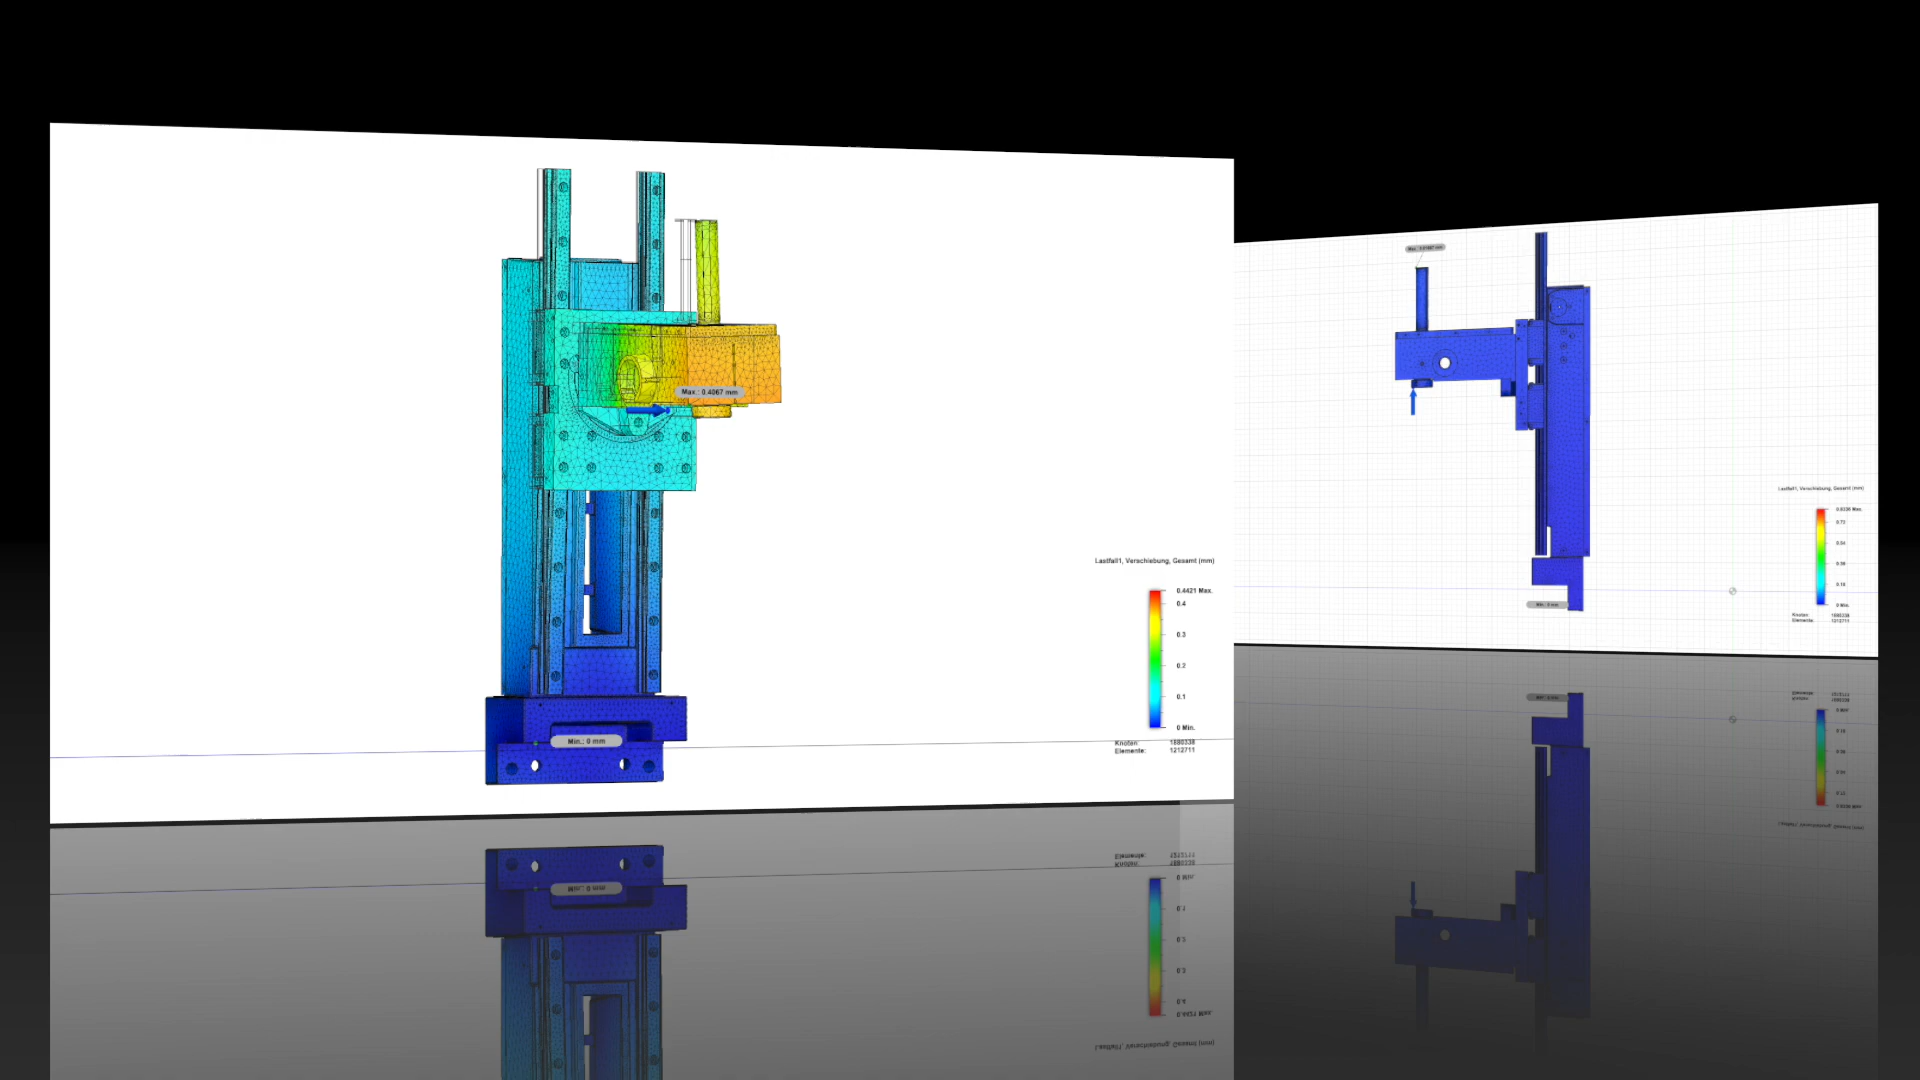 Max.: 0.4067 mm
Min.: 0 mm
Lastfall1, Verschiebung, Gesamt (mm)
0.4421 Max.
0.4
0.3
0.2
0.1
0 Min.
Knoten: 1880338
Elemente: 1212711
Lastfall1, Verschiebung, Gesamt (mm)
0.72
0.54
0.36
0.18
0 Min.
Min.: 0 mm
Knoten: 1880338
Elemente: 1212711